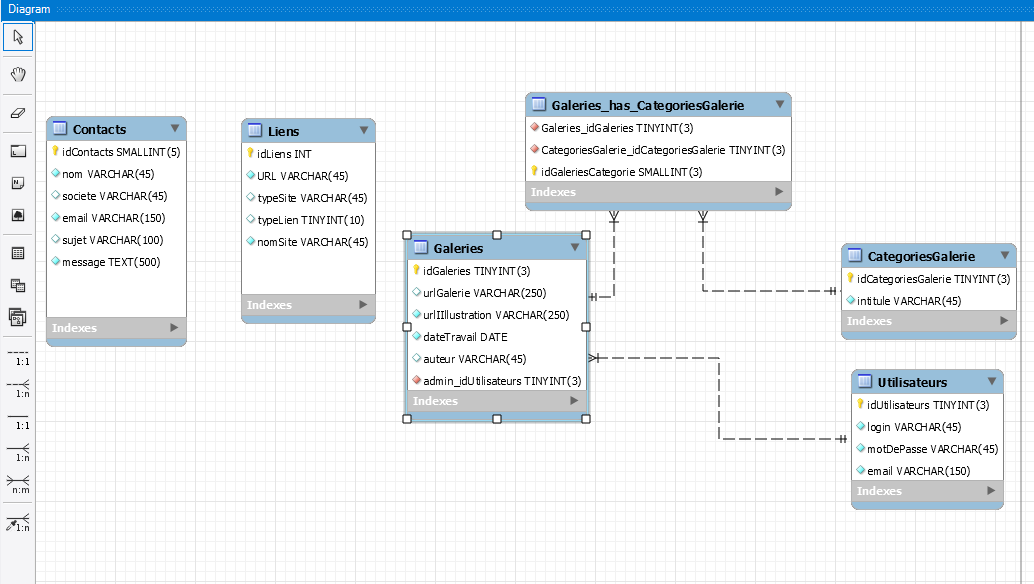 Diagram
Contacts
idContacts SMALLINT(5)
nom VARCHAR(45)
societe VARCHAR(45)
email VARCHAR(150)
sujet VARCHAR(100)
message TEXT(500)
Indexes
Liens
idLiens INT
URL VARCHAR(45)
typeSite VARCHAR(45)
typeLien TINYINT(10)
nomSite VARCHAR(45)
Indexes
Galeries_has_CategoriesGalerie
Galeries_idGaleries TINYINT(3)
CategoriesGalerie_idCategoriesGalerie TINYINT(3)
idGaleriesCategorie SMALLINT(3)
Indexes
Galeries
idGaleries TINYINT(3)
urlGalerie VARCHAR(250)
urlIllustration VARCHAR(250)
dateTravail DATE
auteur VARCHAR(45)
admin_idUtilisateurs TINYINT(3)
Indexes
CategoriesGalerie
idCategoriesGalerie TINYINT(3)
intitule VARCHAR(45)
Indexes
Utilisateurs
idUtilisateurs TINYINT(3)
login VARCHAR(45)
motDePasse VARCHAR(45)
email VARCHAR(150)
Indexes
1:1
1:n
1:1
1:n
n:m
1:n